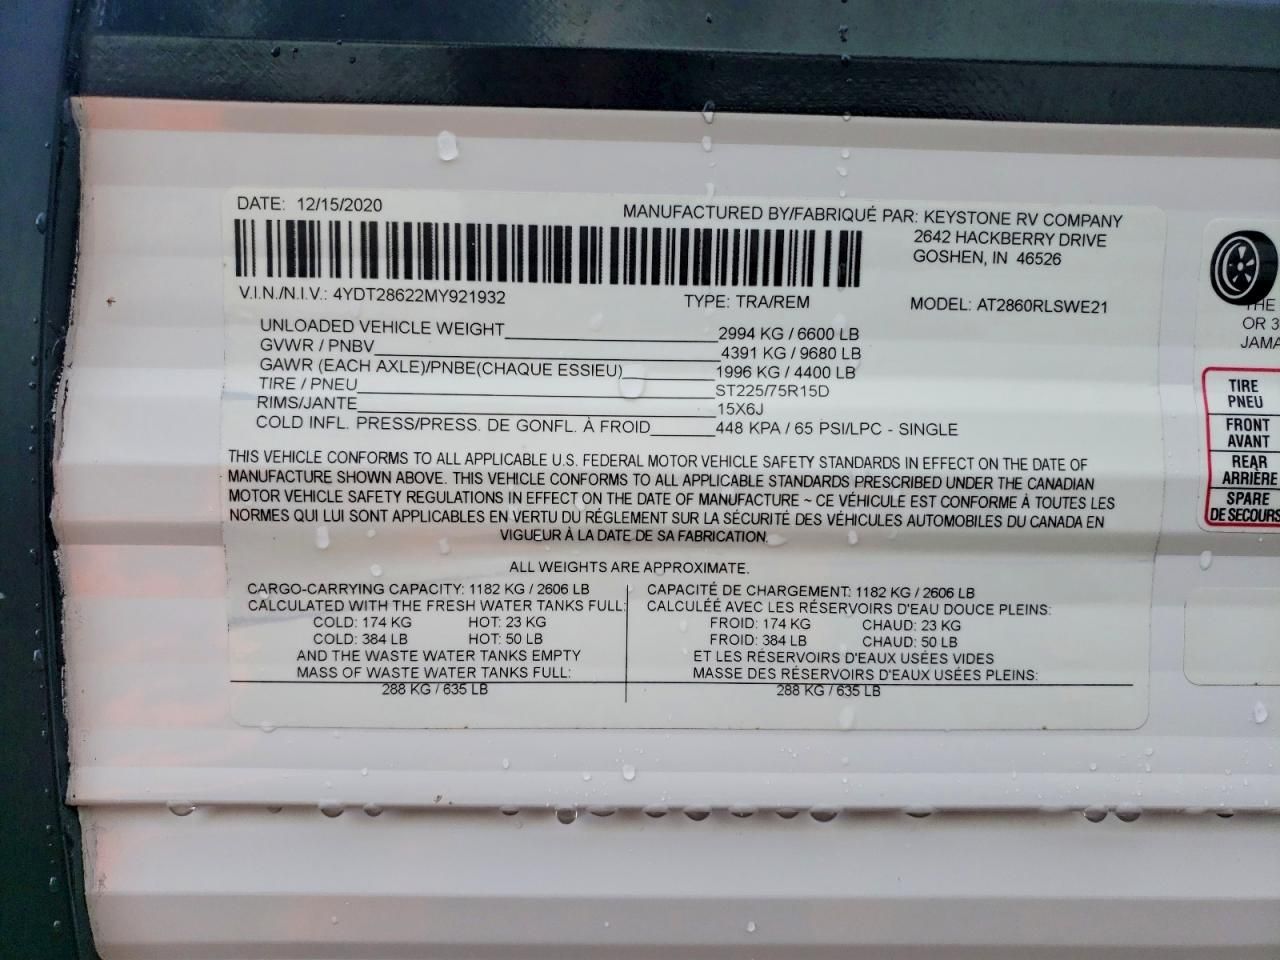 DATE: 12/15/2020
MANUFACTURED BY/FABRIQUÉ PAR: KEYSTONE RV COMPANY
2642 HACKBERRY DRIVE
GOSHEN, IN 46526
V.I.N./N.I.V.: 4YDT28622MY921932 TYPE: TRA/REM MODEL: AT2860RLSWE21
UNLOADED VEHICLE WEIGHT 2994 KG / 6600 LB
GVWR / PNBV 4391 KG / 9680 LB
GAWR (EACH AXLE)/PNBE(CHAQUE ESSIEU) 1996 KG / 4400 LB
TIRE / PNEU ST225/75R15D
RIMS/JANTE 15X6J
COLD INFL. PRESS/PRESS. DE GONFL. À FROID 448 KPA / 65 PSI/LPC - SINGLE
THIS VEHICLE CONFORMS TO ALL APPLICABLE U.S. FEDERAL MOTOR VEHICLE SAFETY STANDARDS IN EFFECT ON THE DATE OF
MANUFACTURE SHOWN ABOVE. THIS VEHICLE CONFORMS TO ALL APPLICABLE STANDARDS PRESCRIBED UNDER THE CANADIAN
MOTOR VEHICLE SAFETY REGULATIONS IN EFFECT ON THE DATE OF MANUFACTURE ~ CE VÉHICULE EST CONFORME À TOUTES LES
NORMES QUI LUI SONT APPLICABLES EN VERTU DU RÉGLEMENT SUR LA SÉCURITÉ DES VÉHICULES AUTOMOBILES DU CANADA EN
VIGUEUR À LA DATE DE SA FABRICATION.
ALL WEIGHTS ARE APPROXIMATE.
CARGO-CARRYING CAPACITY: 1182 KG / 2606 LB
CALCULATED WITH THE FRESH WATER TANKS FULL:
COLD: 174 KG HOT: 23 KG
COLD: 384 LB HOT: 50 LB
AND THE WASTE WATER TANKS EMPTY
MASS OF WASTE WATER TANKS FULL:
288 KG / 635 LB
CAPACITÉ DE CHARGEMENT: 1182 KG / 2606 LB
CALCULÉE AVEC LES RÉSERVOIRS D'EAU DOUCE PLEINS:
FROID: 174 KG CHAUD: 23 KG
FROID: 384 LB CHAUD: 50 LB
ET LES RÉSERVOIRS D'EAUX USÉES VIDES
MASSE DES RÉSERVOIRS D'EAUX USÉES PLEINS:
288 KG / 635 LB
THE
OR 3
JAMA
TIRE
PNEU
FRONT
AVANT
REAR
ARRIÈRE
SPARE
DE SECOURS